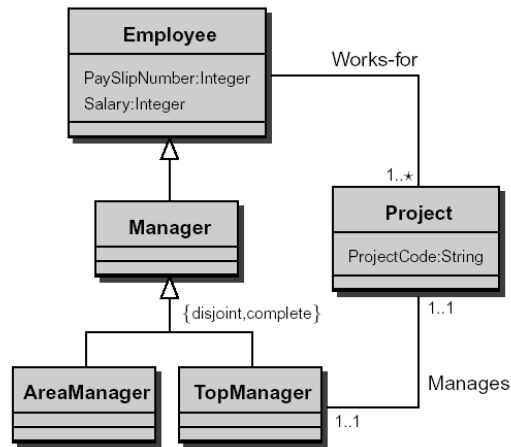 Employee
PaySlipNumber:Integer
Salary:Integer
Works-for
1..⋆
Manager
Project
ProjectCode:String
{disjoint,complete}
1..1
AreaManager
TopManager
Manages
1..1